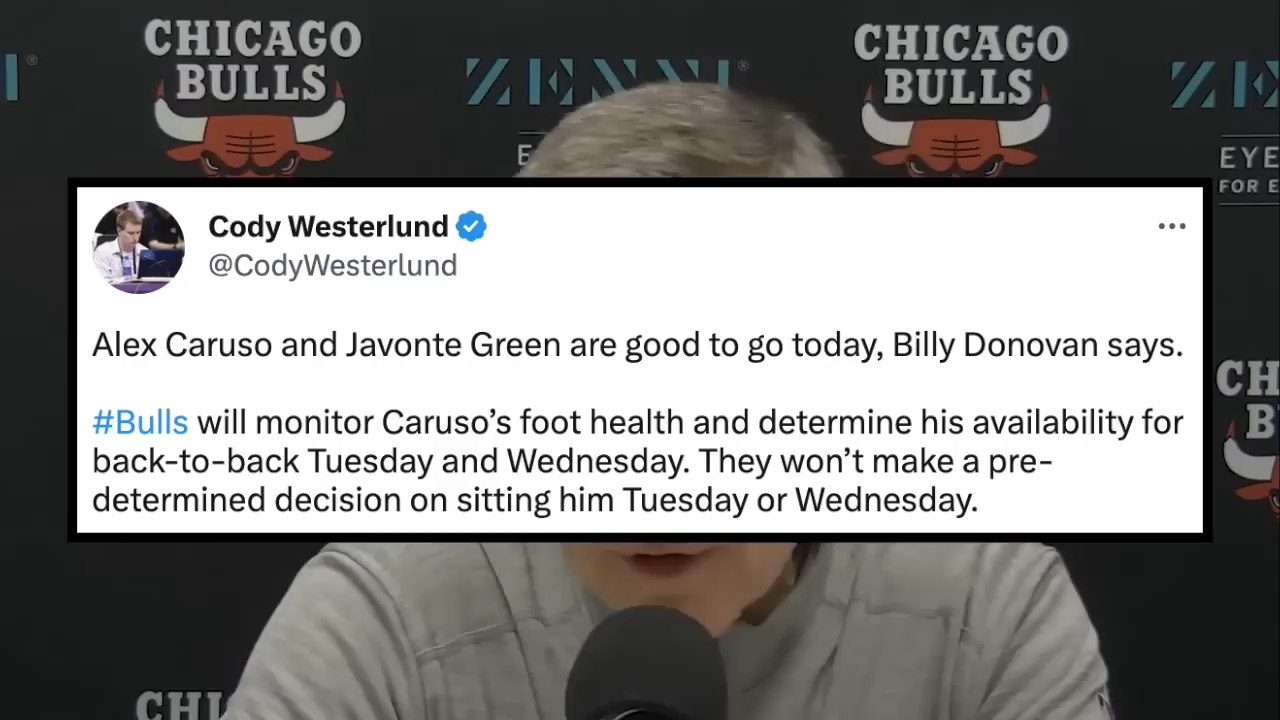 CHICAGO
BULLS
ZENNI
®
CHICAGO
BULLS
®
EYE
FOR E
Cody Westerlund
@CodyWesterlund
Alex Caruso and Javonte Green are good to go today, Billy Donovan says.
#Bulls will monitor Caruso’s foot health and determine his availability for
back-to-back Tuesday and Wednesday. They won’t make a pre-
determined decision on sitting him Tuesday or Wednesday.
CH
B
CHI